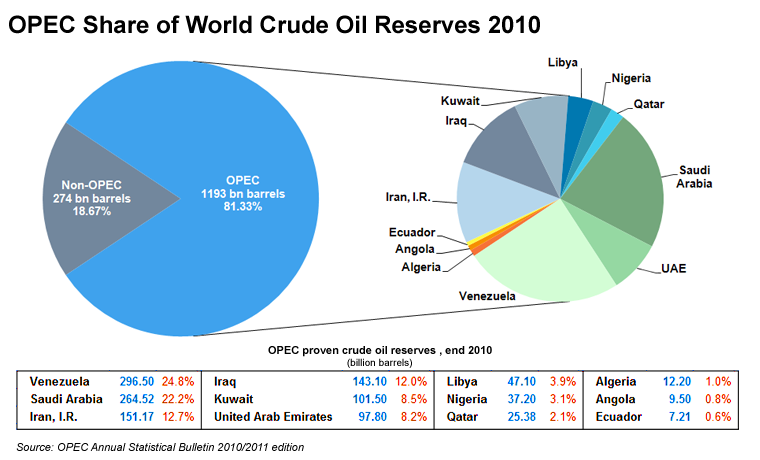 OPEC Share of World Crude Oil Reserves 2010
Non-OPEC
274 bn barrels
18.67%
OPEC
1193 bn barrels
81.33%
Libya
Nigeria
Qatar
Saudi
Arabia
UAE
Venezuela
Algeria
Angola
Ecuador
Iran, I.R.
Iraq
Kuwait
OPEC proven crude oil reserves , end 2010
(billion barrels)
Venezuela 296.50 24.8% Iraq 143.10 12.0% Libya 47.10 3.9% Algeria 12.20 1.0%
Saudi Arabia 264.52 22.2% Kuwait 101.50 8.5% Nigeria 37.20 3.1% Angola 9.50 0.8%
Iran, I.R. 151.17 12.7% United Arab Emirates 97.80 8.2% Qatar 25.38 2.1% Ecuador 7.21 0.6%
Source: OPEC Annual Statistical Bulletin 2010/2011 edition